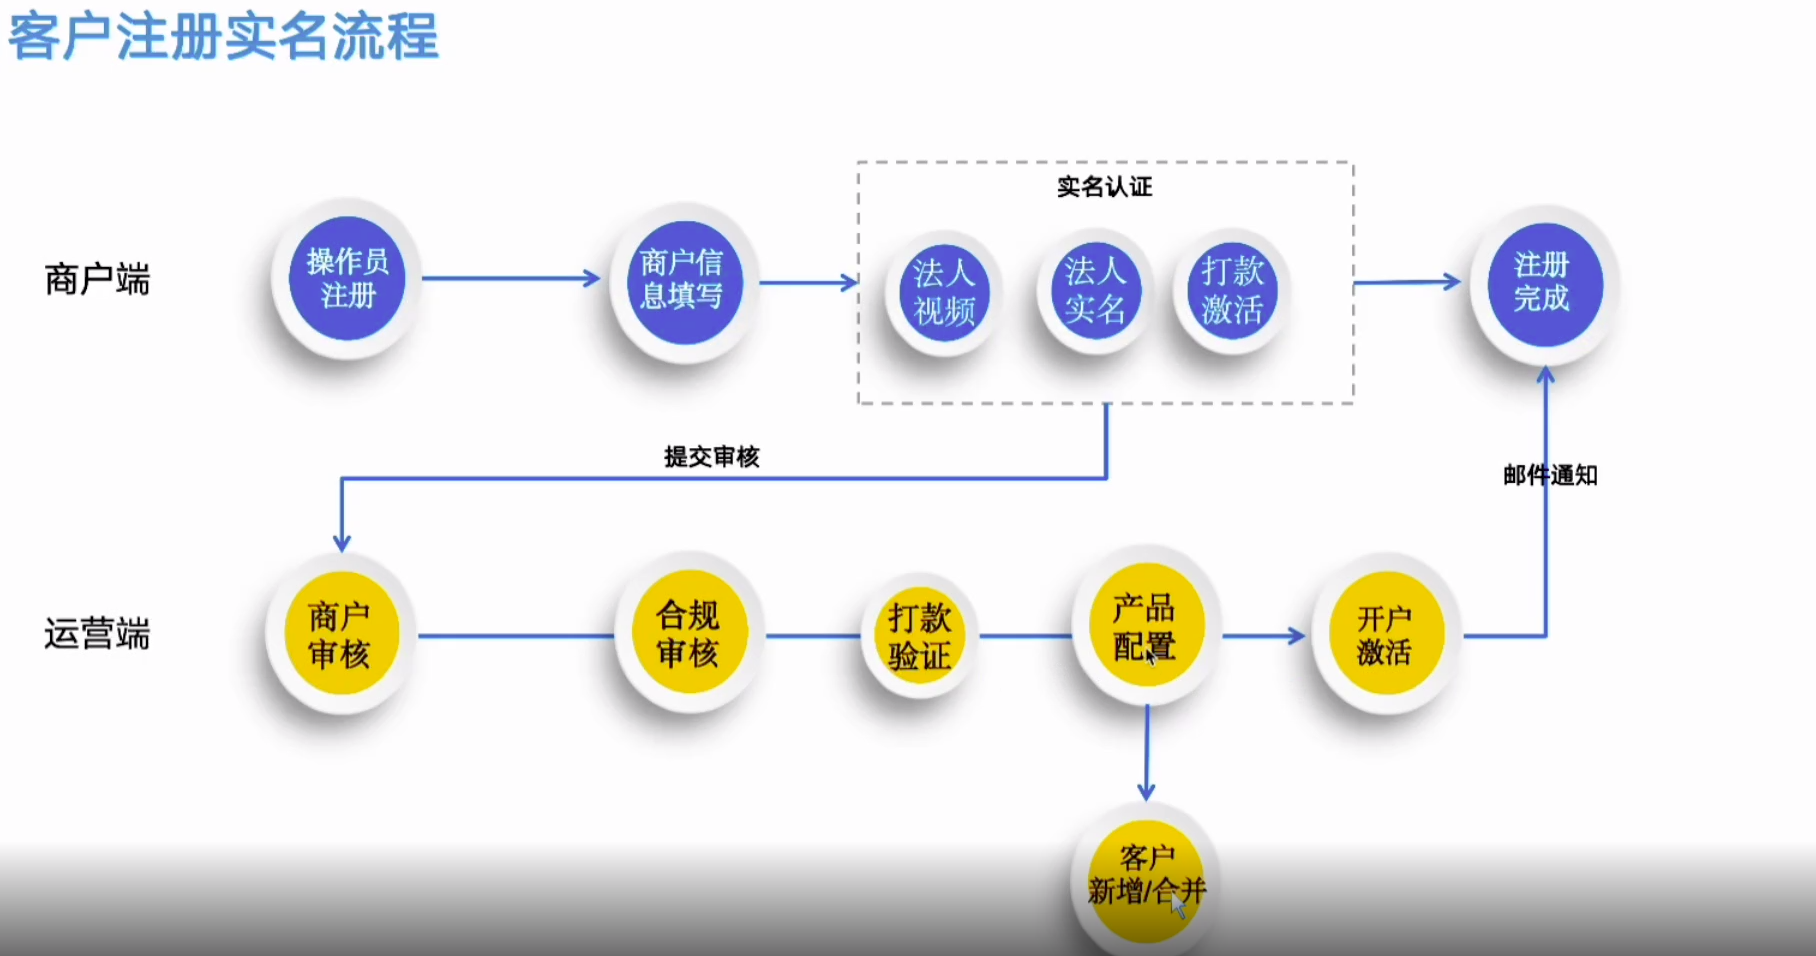 客户注册实名流程
实名认证
商户端
操作员
注册
商户信
息填写
法人
视频
法人
实名
打款
激活
注册
完成
提交审核
邮件通知
运营端
商户
审核
合规
审核
打款
验证
产品
配置
开户
激活
客户
新增/合并